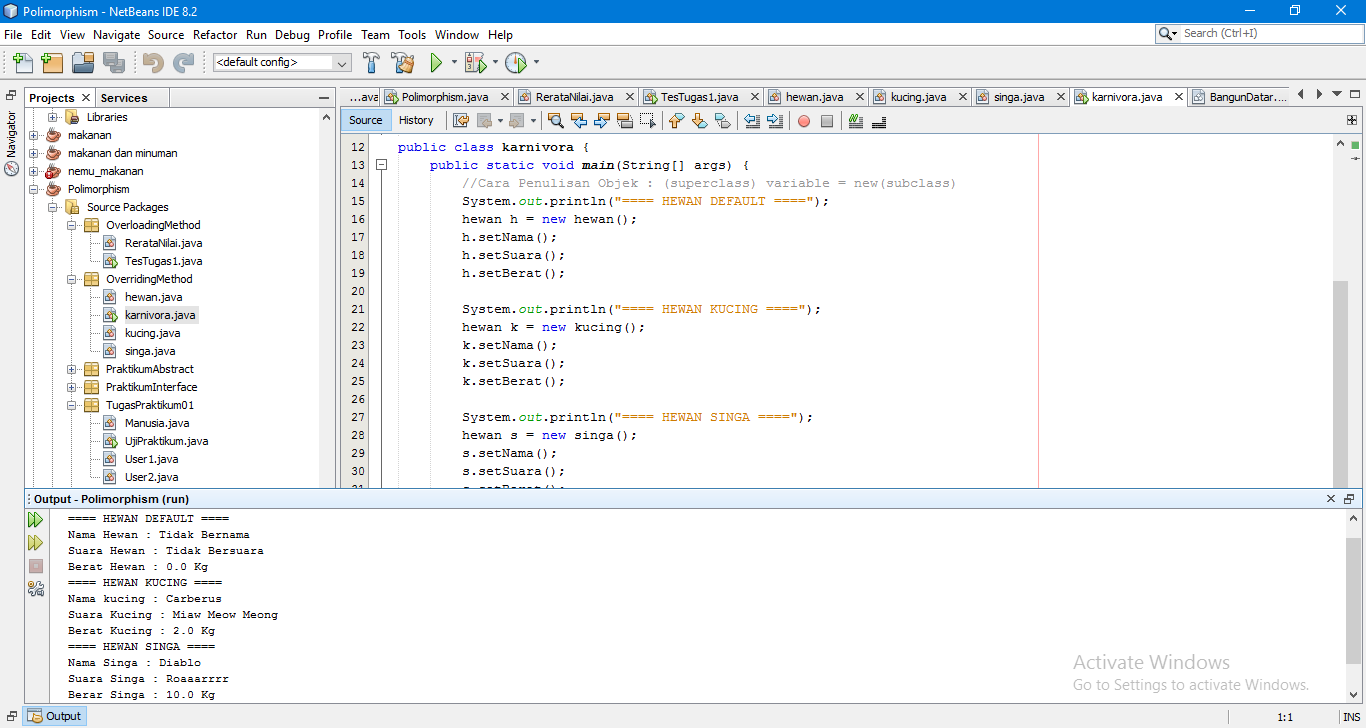 Polimorphism - NetBeans IDE 8.2
File Edit View Navigate Source Refactor Run Debug Profile Team Tools Window Help
Search (Ctrl+I)
<default config>
Projects
Services
Navigator
Libraries
makanan
makanan dan minuman
nemu_makanan
Polimorphism
Source Packages
OverloadingMethod
RerataNilai.java
TesTugas1.java
OverridingMethod
hewan.java
karnivora.java
kucing.java
singa.java
PraktikumAbstract
PraktikumInterface
TugasPraktikum01
Manusia.java
UjiPraktikum.java
User1.java
User2.java
...ava Polimorphism.java RerataNilai.java TesTugas1.java hewan.java kucing.java singa.java karnivora.java BangunDatar....
Source History
12 public class karnivora {
13 public static void main(String[] args) {
14 //Cara Penulisan Objek : (superclass) variable = new(subclass)
15 System.out.println("==== HEWAN DEFAULT ====");
16 hewan h = new hewan();
17 h.setNama();
18 h.setSuara();
19 h.setBerat();
20
21 System.out.println("==== HEWAN KUCING ====");
22 hewan k = new kucing();
23 k.setNama();
24 k.setSuara();
25 k.setBerat();
26
27 System.out.println("==== HEWAN SINGA ====");
28 hewan s = new singa();
29 s.setNama();
30 s.setSuara();
31 s.setBerat();
Output - Polimorphism (run)
==== HEWAN DEFAULT ====
Nama Hewan : Tidak Bernama
Suara Hewan : Tidak Bersuara
Berat Hewan : 0.0 Kg
==== HEWAN KUCING ====
Nama kucing : Carberus
Suara Kucing : Miaw Meow Meong
Berat Kucing : 2.0 Kg
==== HEWAN SINGA ====
Nama Singa : Diablo
Suara Singa : Roaaarrrr
Berar Singa : 10.0 Kg
Activate Windows
Go to Settings to activate Windows.
Output
1:1 INS